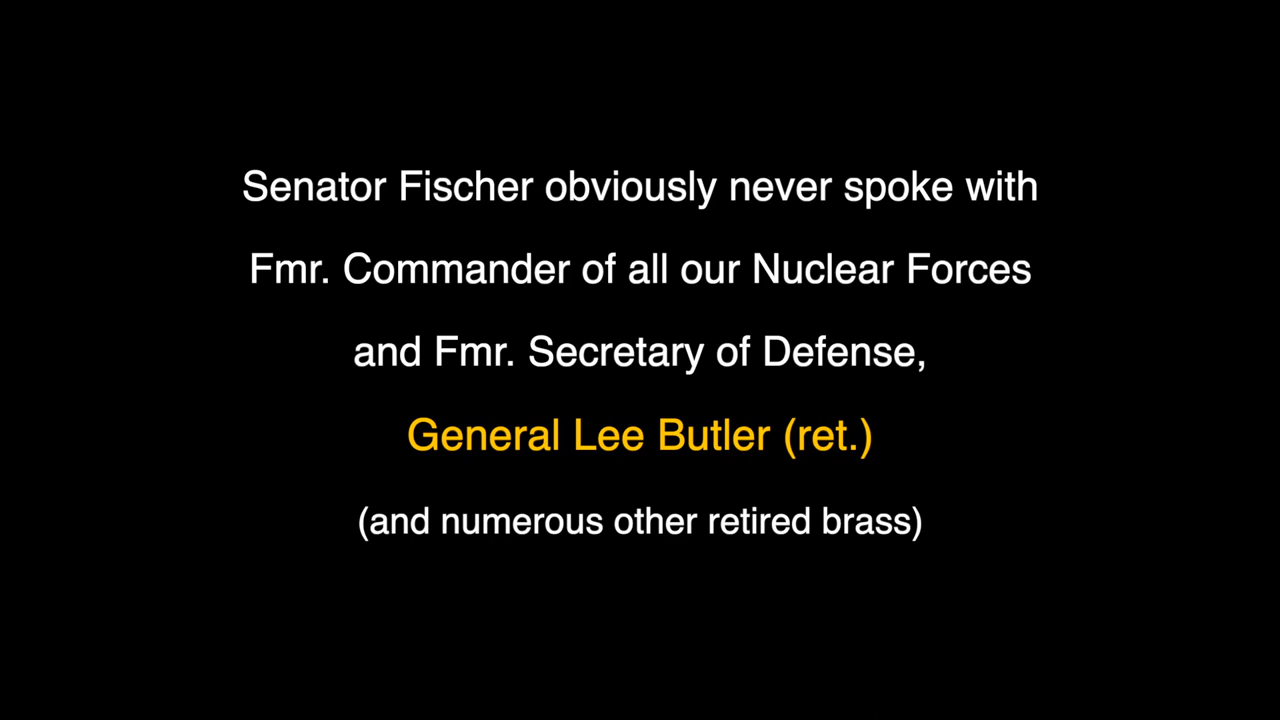 Senator Fischer obviously never spoke with
Fmr. Commander of all our Nuclear Forces
and Fmr. Secretary of Defense,
General Lee Butler (ret.)
(and numerous other retired brass)